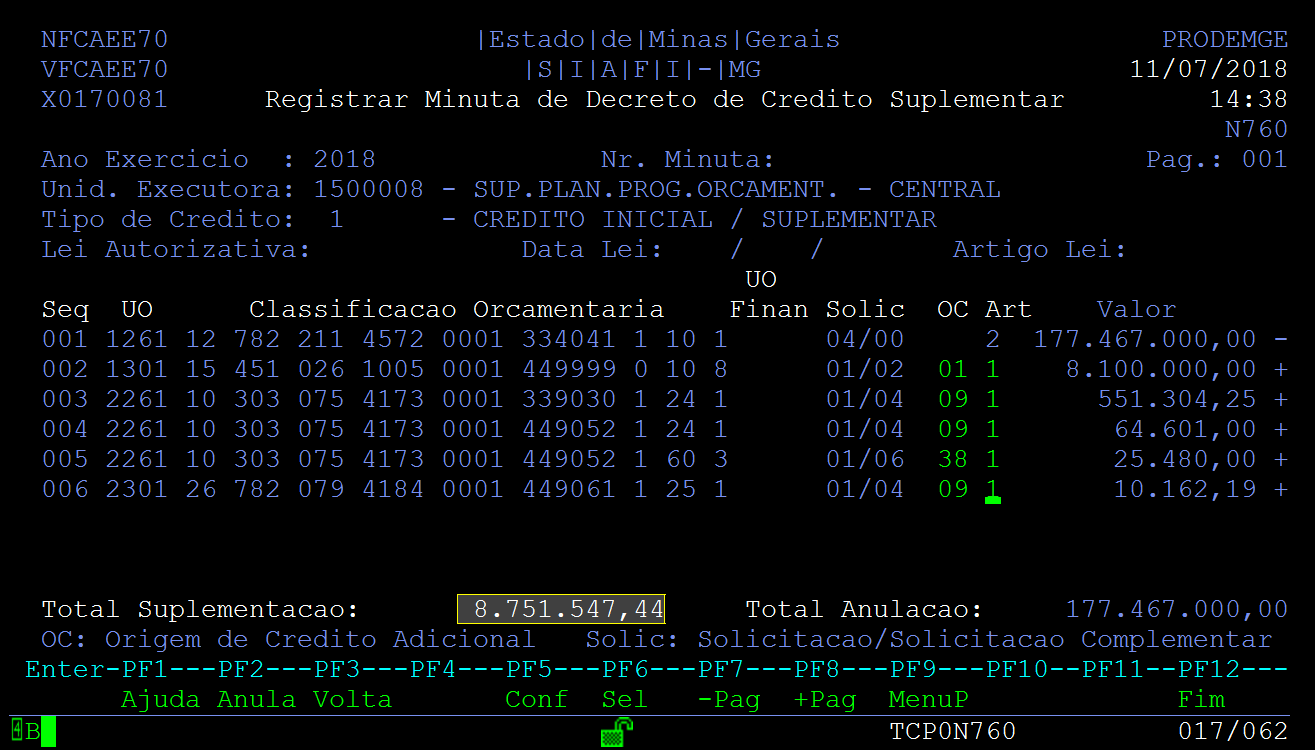 NFCAEE70 |Estado|de|Minas|Gerais PRODEMGE
VFCAEE70 |S|I|A|F|I|-|MG 11/07/2018
X0170081 Registrar Minuta de Decreto de Credito Suplementar 14:38
N760
Ano Exercicio : 2018 Nr. Minuta: Pag.: 001
Unid. Executora: 1500008 - SUP.PLAN.PROG.ORCAMENT. - CENTRAL
Tipo de Credito: 1 - CREDITO INICIAL / SUPLEMENTAR
Lei Autorizativa: Data Lei: / / Artigo Lei:
UO
Seq UO Classificacao Orcamentaria Finan Solic OC Art Valor
001 1261 12 782 211 4572 0001 334041 1 10 1 04/00 2 177.467.000,00 -
002 1301 15 451 026 1005 0001 449999 0 10 8 01/02 01 1 8.100.000,00 +
003 2261 10 303 075 4173 0001 339030 1 24 1 01/04 09 1 551.304,25 +
004 2261 10 303 075 4173 0001 449052 1 24 1 01/04 09 1 64.601,00 +
005 2261 10 303 075 4173 0001 449052 1 60 3 01/06 38 1 25.480,00 +
006 2301 26 782 079 4184 0001 449061 1 25 1 01/04 09 1 10.162,19 +
Total Suplementacao: 8.751.547,44 Total Anulacao: 177.467.000,00
OC: Origem de Credito Adicional Solic: Solicitacao/Solicitacao Complementar
Enter-PF1---PF2---PF3---PF4---PF5---PF6---PF7---PF8---PF9---PF10--PF11--PF12---
Ajuda Anula Volta Conf Sel -Pag +Pag MenuP Fim
4B TCP0N760 017/062